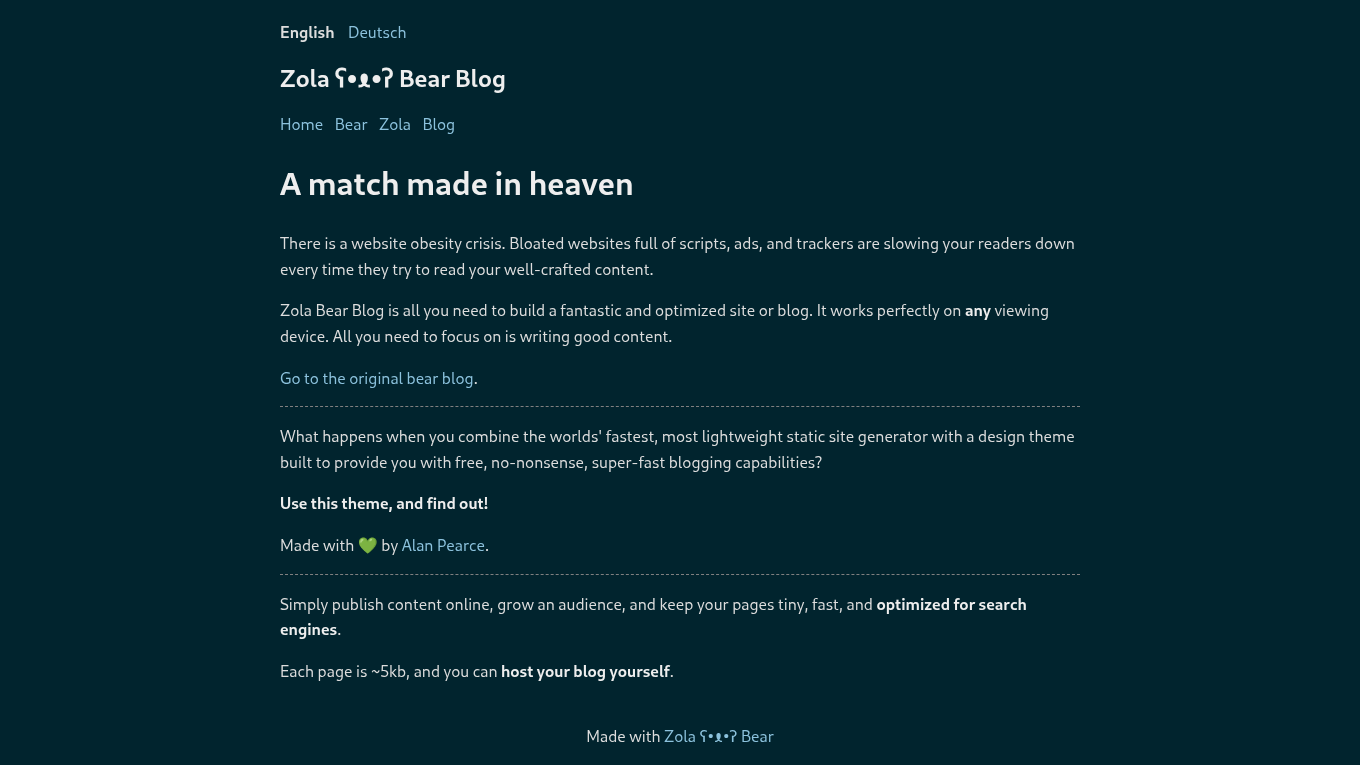 English Deutsch
Zola ʕ•ᴥ•ʔ Bear Blog
Home Bear Zola Blog
A match made in heaven
There is a website obesity crisis. Bloated websites full of scripts, ads, and trackers are slowing your readers down
every time they try to read your well-crafted content.
Zola Bear Blog is all you need to build a fantastic and optimized site or blog. It works perfectly on any viewing
device. All you need to focus on is writing good content.
Go to the original bear blog.
What happens when you combine the worlds' fastest, most lightweight static site generator with a design theme
built to provide you with free, no-nonsense, super-fast blogging capabilities?
Use this theme, and find out!
Made with 💚 by Alan Pearce.
Simply publish content online, grow an audience, and keep your pages tiny, fast, and optimized for search
engines.
Each page is ~5kb, and you can host your blog yourself.
Made with Zola ʕ•ᴥ•ʔ Bear